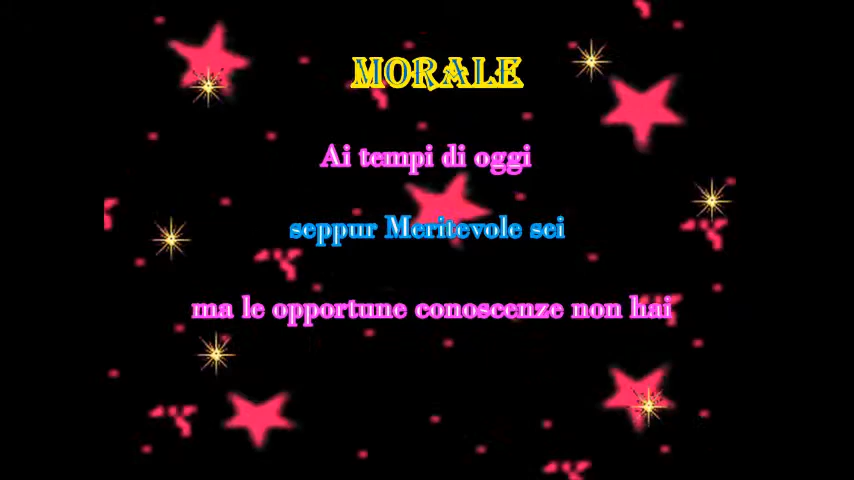 MORALE
Ai tempi di oggi
seppur Meritevole sei
ma le opportune conoscenze non hai